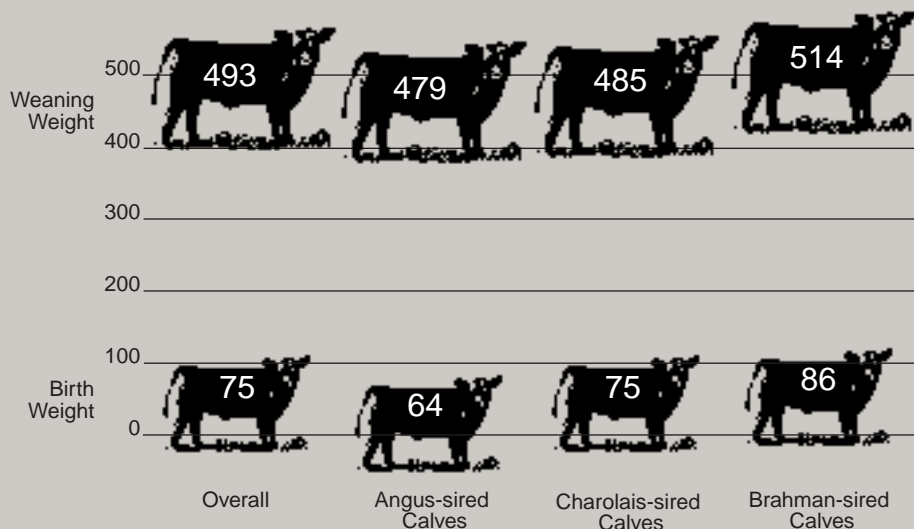 493
479
485
514
500
Weaning
Weight
400
300
200
100
75
64
75
86
Birth
Weight
0
Overall
Angus-sired
Calves
Charolais-sired
Calves
Brahman-sired
Calves